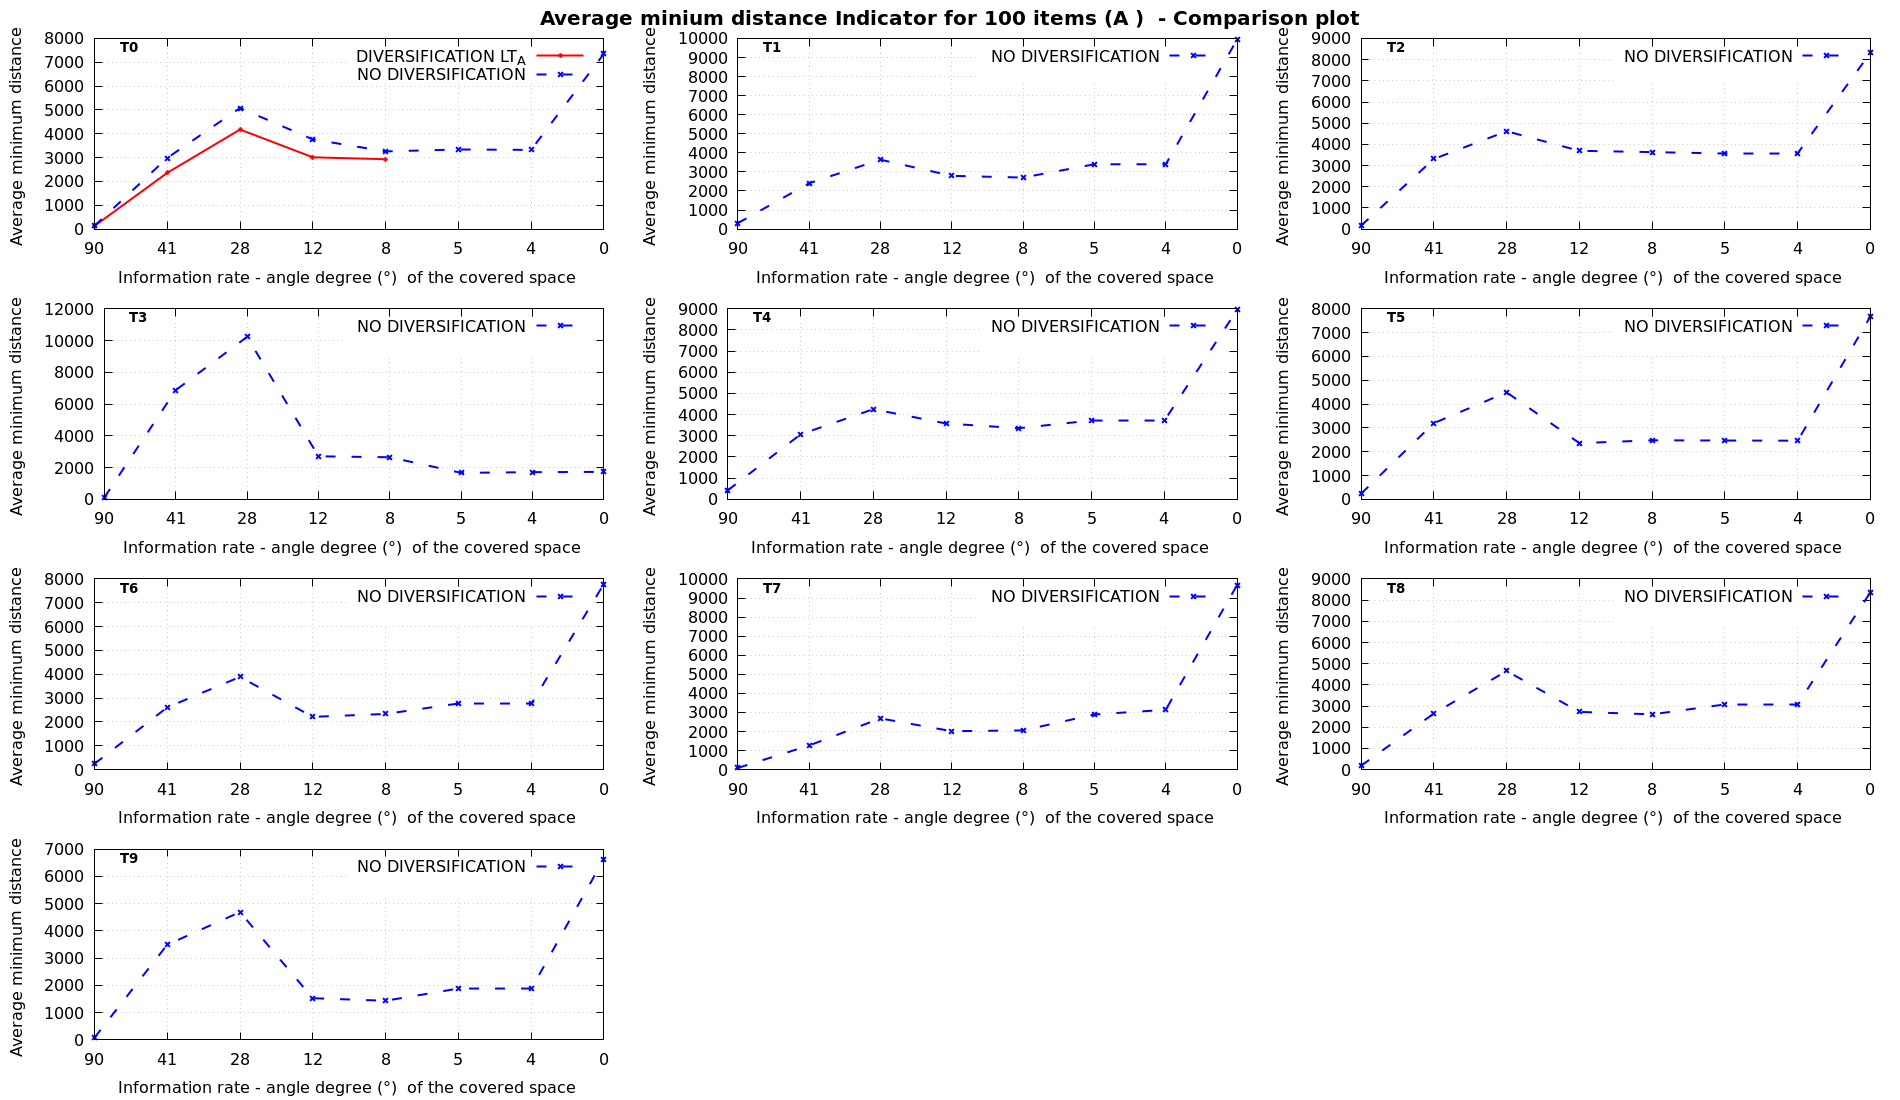 Average minium distance Indicator for 100 items (A )  - Comparison plot
T0
DIVERSIFICATION LTA
NO DIVERSIFICATION
Average minimum distance
8000
7000
6000
5000
4000
3000
2000
1000
0
90 41 28 12 8 5 4 0
Information rate - angle degree (°)  of the covered space
T1
NO DIVERSIFICATION
Average minimum distance
10000
9000
8000
7000
6000
5000
4000
3000
2000
1000
0
90 41 28 12 8 5 4 0
Information rate - angle degree (°)  of the covered space
T2
NO DIVERSIFICATION
Average minimum distance
9000
8000
7000
6000
5000
4000
3000
2000
1000
0
90 41 28 12 8 5 4 0
Information rate - angle degree (°)  of the covered space
T3
NO DIVERSIFICATION
Average minimum distance
12000
10000
8000
6000
4000
2000
0
90 41 28 12 8 5 4 0
Information rate - angle degree (°)  of the covered space
T4
NO DIVERSIFICATION
Average minimum distance
9000
8000
7000
6000
5000
4000
3000
2000
1000
0
90 41 28 12 8 5 4 0
Information rate - angle degree (°)  of the covered space
T5
NO DIVERSIFICATION
Average minimum distance
8000
7000
6000
5000
4000
3000
2000
1000
0
90 41 28 12 8 5 4 0
Information rate - angle degree (°)  of the covered space
T6
NO DIVERSIFICATION
Average minimum distance
8000
7000
6000
5000
4000
3000
2000
1000
0
90 41 28 12 8 5 4 0
Information rate - angle degree (°)  of the covered space
T7
NO DIVERSIFICATION
Average minimum distance
10000
9000
8000
7000
6000
5000
4000
3000
2000
1000
0
90 41 28 12 8 5 4 0
Information rate - angle degree (°)  of the covered space
T8
NO DIVERSIFICATION
Average minimum distance
9000
8000
7000
6000
5000
4000
3000
2000
1000
0
90 41 28 12 8 5 4 0
Information rate - angle degree (°)  of the covered space
T9
NO DIVERSIFICATION
Average minimum distance
7000
6000
5000
4000
3000
2000
1000
0
90 41 28 12 8 5 4 0
Information rate - angle degree (°)  of the covered space